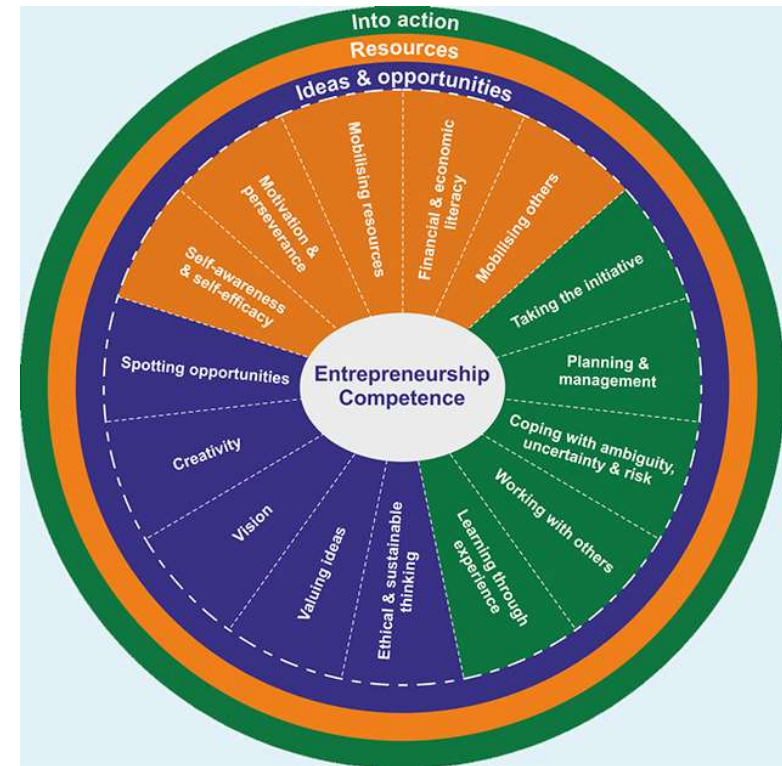 Into action
Resources
Ideas & opportunities
Mobilising resources
Financial & economic
literacy
Mobilising others
Motivation &
perseverance
Self-awareness
& self-efficacy
Taking the initiative
Planning &
management
Coping with ambiguity,
uncertainty & risk
Working with others
Learning through
experience
Ethical & sustainable
thinking
Valuing ideas
Vision
Creativity
Spotting opportunities
Entrepreneurship
Competence